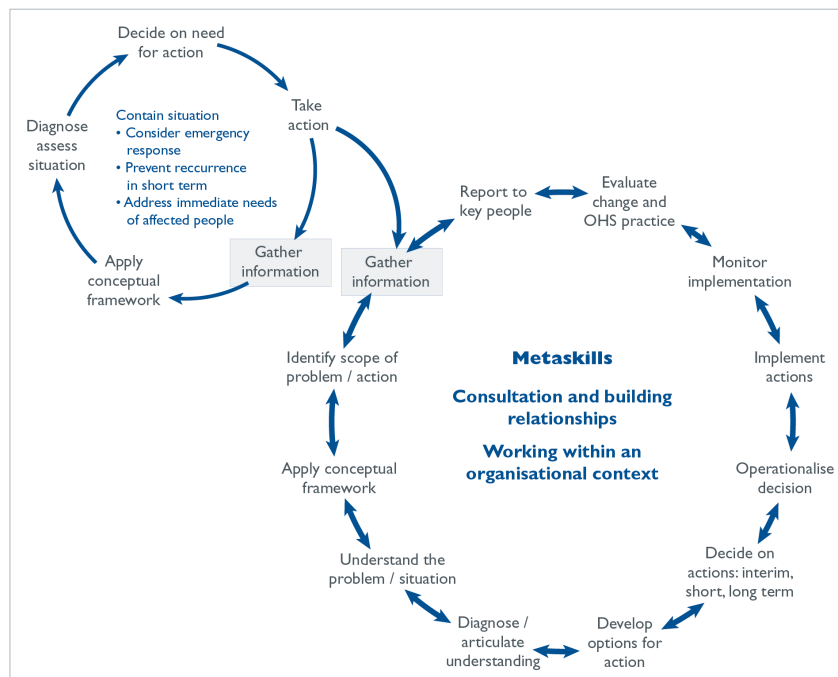 Decide on need
for action
Take
action
Diagnose
assess
situation
Contain situation
• Consider emergency
response
• Prevent reccurrence
in short term
• Address immediate needs
of affected people
Apply
conceptual
framework
Gather
information
Gather
information
Report to
key people
Evaluate
change and
OHS practice
Monitor
implementation
Implement
actions
Operationalise
decision
Decide on
actions: interim,
short, long term
Develop
options for
action
Diagnose /
articulate
understanding
Understand the
problem / situation
Apply conceptual
framework
Identify scope of
problem / action
Metaskills
Consultation and building
relationships
Working within an
organisational context